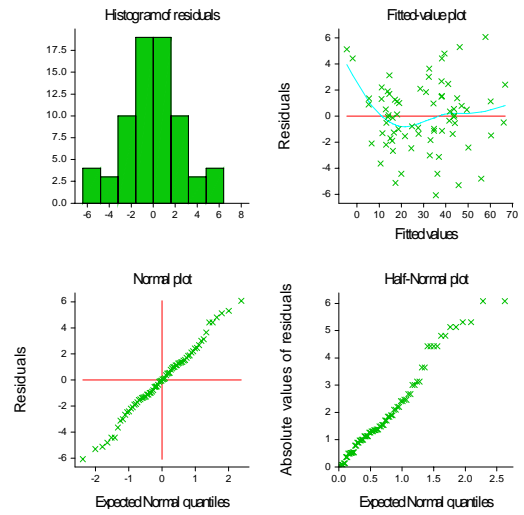 Histogram of residuals
17.5
15.0
12.5
10.0
7.5
5.0
2.5
0.0
-6 -4 -2 0 2 4 6 8
Fitted-value plot
Residuals
6
4
2
0
-2
-4
-6
0 10 20 30 40 50 60 70
Fitted values
Normal plot
Residuals
6
4
2
0
-2
-4
-6
-2 -1 0 1 2
Expected Normal quantiles
Half-Normal plot
Absolute values of residuals
6
5
4
3
2
1
0
0.0 0.5 1.0 1.5 2.0 2.5
Expected Normal quantiles